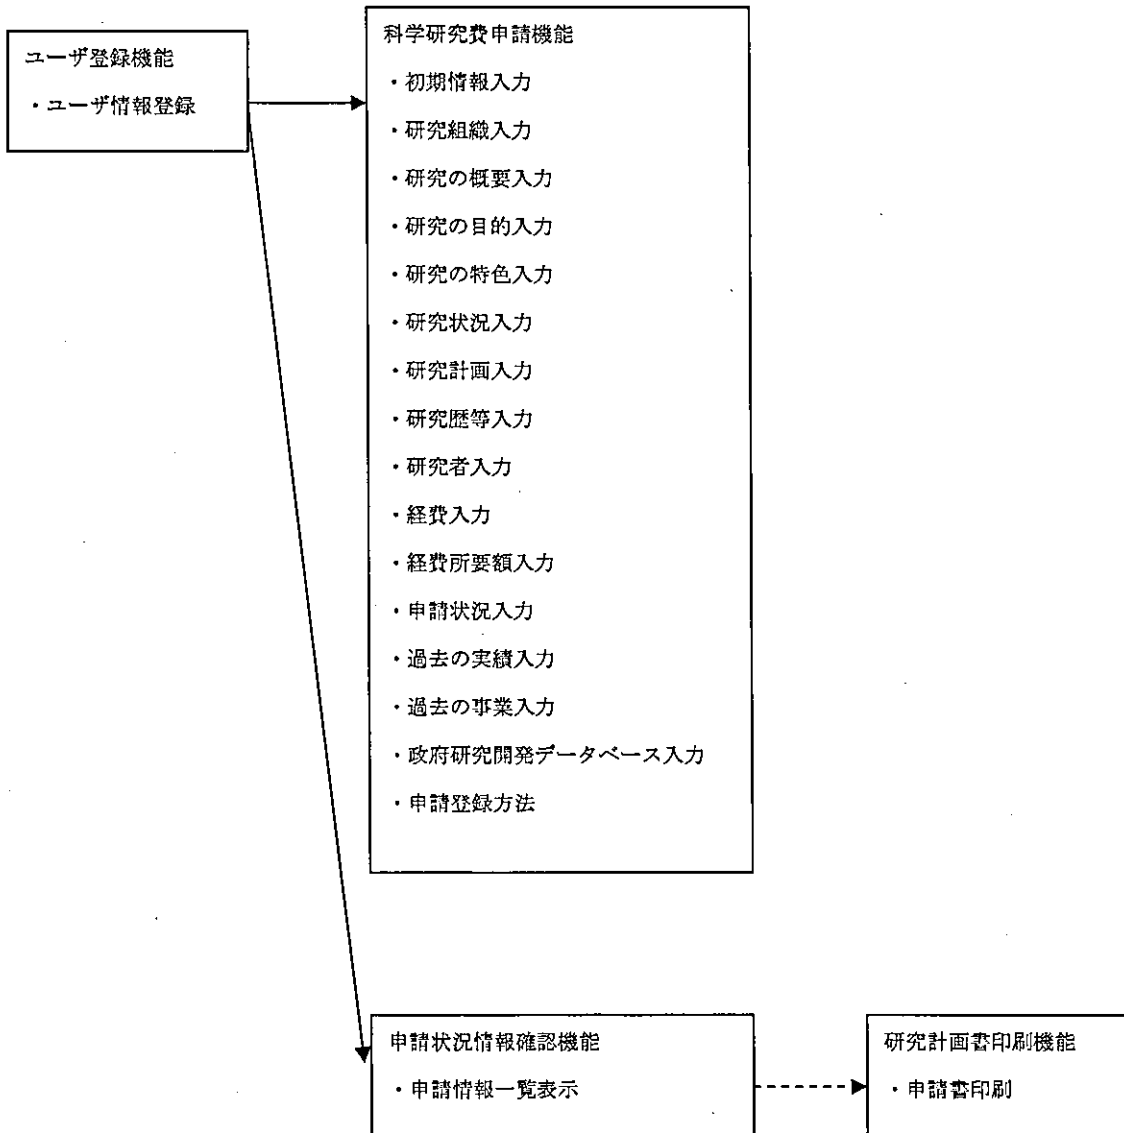 ユーザ登録機能
・ユーザ情報登録
科学研究費申請機能
・初期情報入力
・研究組織入力
・研究の概要入力
・研究の目的入力
・研究の特色入力
・研究状況入力
・研究計画入力
・研究歴等入力
・研究者入力
・経費入力
・経費所要額入力
・申請状況入力
・過去の実績入力
・過去の事業入力
・政府研究開発データベース入力
・申請登録方法
申請状況情報確認機能
・申請情報一覧表示
研究計画書印刷機能
・申請書印刷